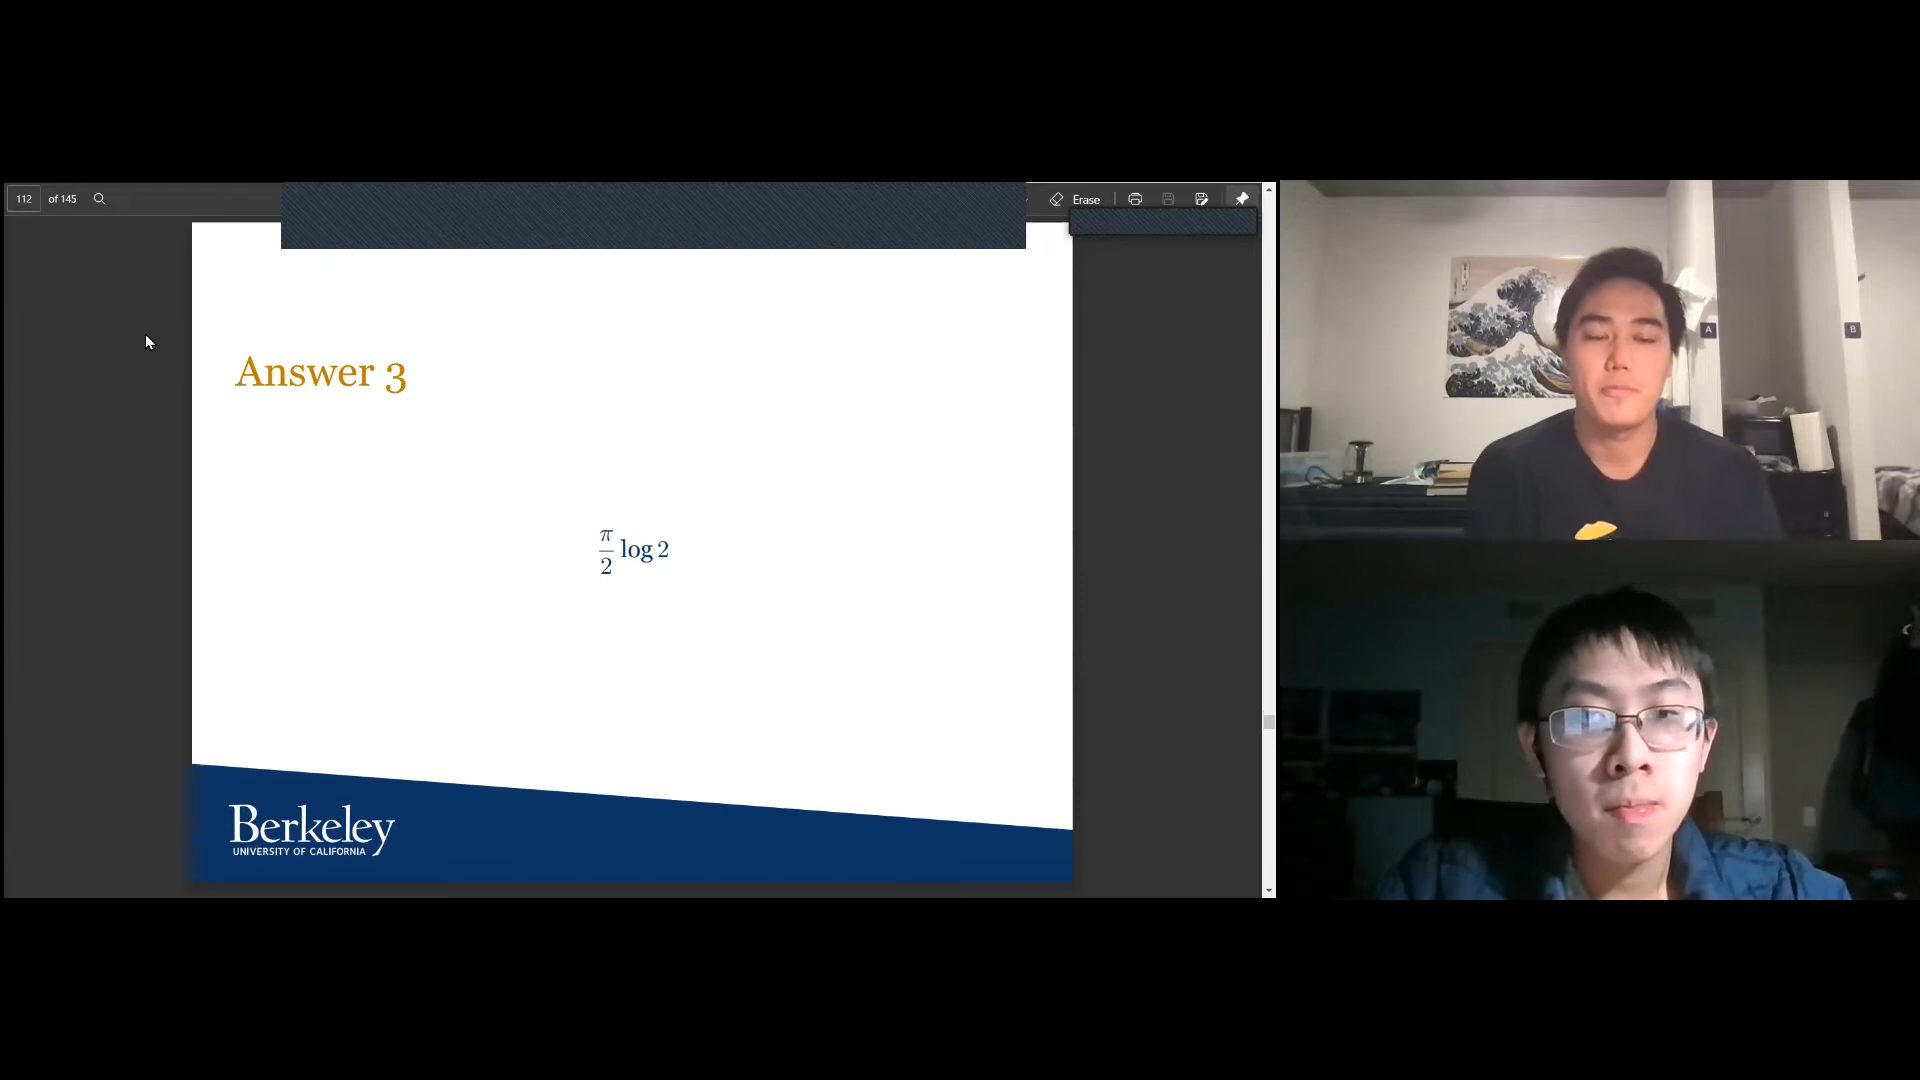 112 of 145 Erase
Answer 3
π/2 log 2
Berkeley
UNIVERSITY OF CALIFORNIA
A
B